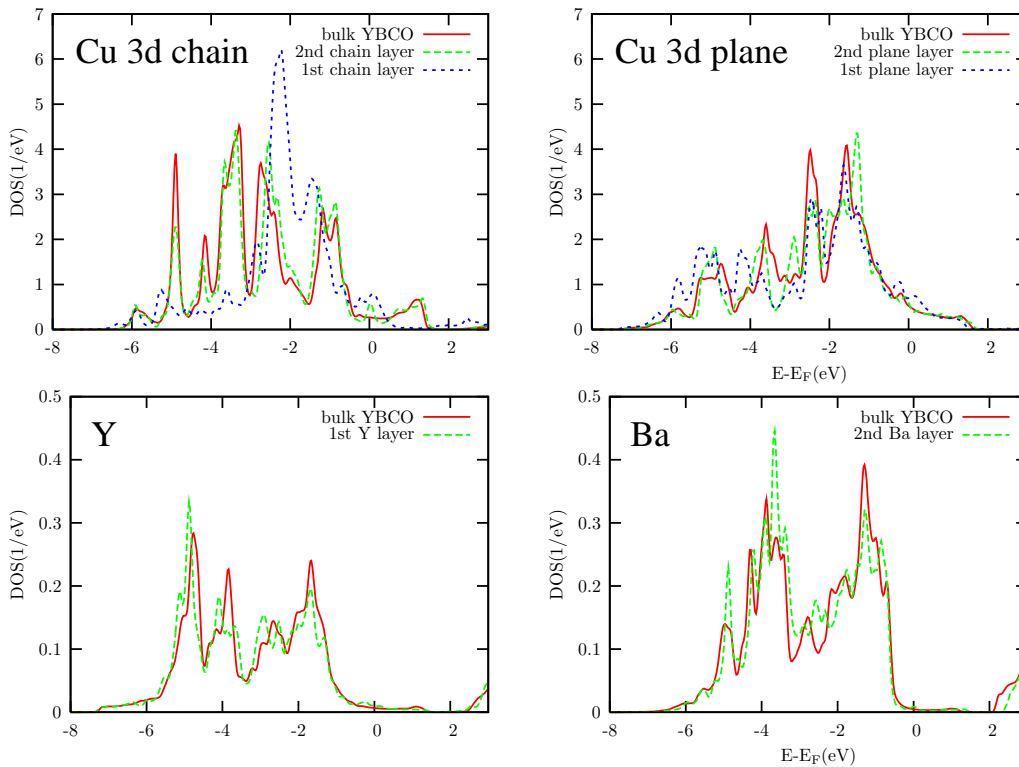 Cu 3d chain
bulk YBCO
2nd chain layer
1st chain layer
DOS(1/eV)
7
6
5
4
3
2
1
0
-8 -6 -4 -2 0 2
Cu 3d plane
bulk YBCO
2nd plane layer
1st plane layer
DOS(1/eV)
7
6
5
4
3
2
1
0
-8 -6 -4 -2 0 2
E-EF(eV)
Y
bulk YBCO
1st Y layer
DOS(1/eV)
0.5
0.4
0.3
0.2
0.1
0
-8 -6 -4 -2 0 2
Ba
bulk YBCO
2nd Ba layer
DOS(1/eV)
0.5
0.4
0.3
0.2
0.1
0
-8 -6 -4 -2 0 2
E-EF(eV)